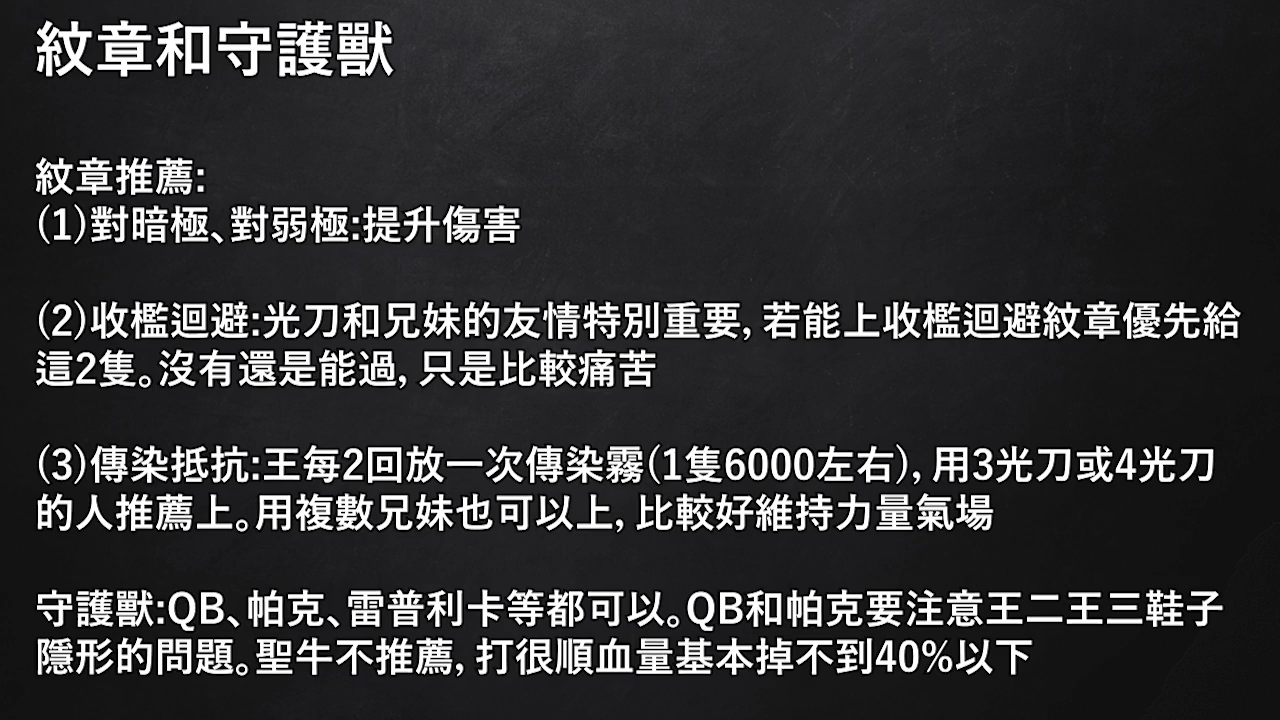 紋章和守護獸
紋章推薦:
(1)對暗極、對弱極:提升傷害
(2)收檻迴避:光刀和兄妹的友情特別重要, 若能上收檻迴避紋章優先給
這2隻。沒有還是能過, 只是比較痛苦
(3)傳染抵抗:王每2回放一次傳染霧(1隻6000左右), 用3光刀或4光刀
的人推薦上。用複數兄妹也可以上, 比較好維持力量氣場
守護獸:QB、帕克、雷普利卡等都可以。QB和帕克要注意王二王三鞋子
隱形的問題。聖牛不推薦, 打很順血量基本掉不到40%以下